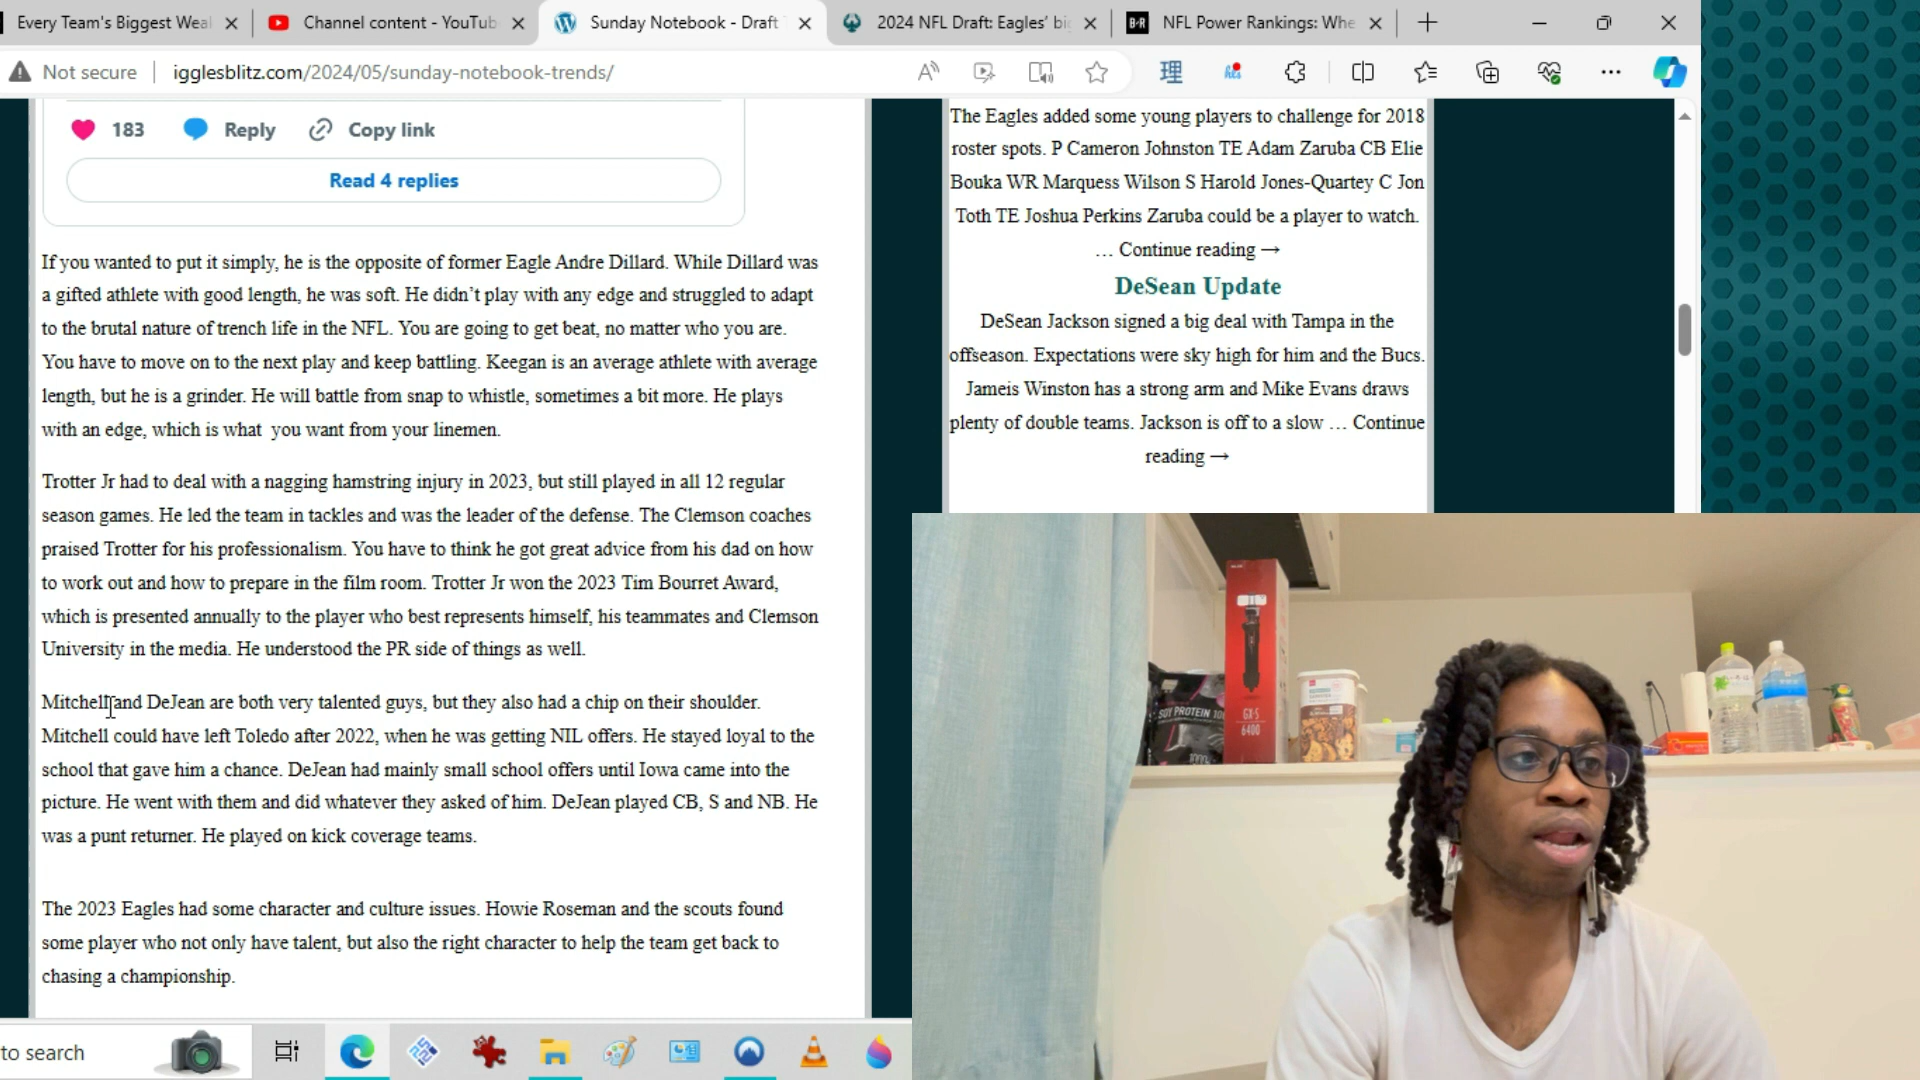 Every Team's Biggest Weal
Channel content - YouTub
Sunday Notebook - Draft T
2024 NFL Draft: Eagles' bi
B/R
NFL Power Rankings: Whe
Not secure
igglesblitz.com/2024/05/sunday-notebook-trends/
183 Reply Copy link
Read 4 replies
If you wanted to put it simply, he is the opposite of former Eagle Andre Dillard. While Dillard was
a gifted athlete with good length, he was soft. He didn't play with any edge and struggled to adapt
to the brutal nature of trench life in the NFL. You are going to get beat, no matter who you are.
You have to move on to the next play and keep battling. Keegan is an average athlete with average
length, but he is a grinder. He will battle from snap to whistle, sometimes a bit more. He plays
with an edge, which is what you want from your linemen.
Trotter Jr had to deal with a nagging hamstring injury in 2023, but still played in all 12 regular
season games. He led the team in tackles and was the leader of the defense. The Clemson coaches
praised Trotter for his professionalism. You have to think he got great advice from his dad on how
to work out and how to prepare in the film room. Trotter Jr won the 2023 Tim Bourret Award,
which is presented annually to the player who best represents himself, his teammates and Clemson
University in the media. He understood the PR side of things as well.
Mitchell and DeJean are both very talented guys, but they also had a chip on their shoulder.
Mitchell could have left Toledo after 2022, when he was getting NIL offers. He stayed loyal to the
school that gave him a chance. DeJean had mainly small school offers until Iowa came into the
picture. He went with them and did whatever they asked of him. DeJean played CB, S and NB. He
was a punt returner. He played on kick coverage teams.
The 2023 Eagles had some character and culture issues. Howie Roseman and the scouts found
some player who not only have talent, but also the right character to help the team get back to
chasing a championship.
The Eagles added some young players to challenge for 2018
roster spots. P Cameron Johnston TE Adam Zaruba CB Elie
Bouka WR Marquess Wilson S Harold Jones-Quartey C Jon
Toth TE Joshua Perkins Zaruba could be a player to watch.
… Continue reading →
DeSean Update
DeSean Jackson signed a big deal with Tampa in the
offseason. Expectations were sky high for him and the Bucs.
Jameis Winston has a strong arm and Mike Evans draws
plenty of double teams. Jackson is off to a slow … Continue
reading →
SOY PROTEIN 100
GX-S
6400
to search
理